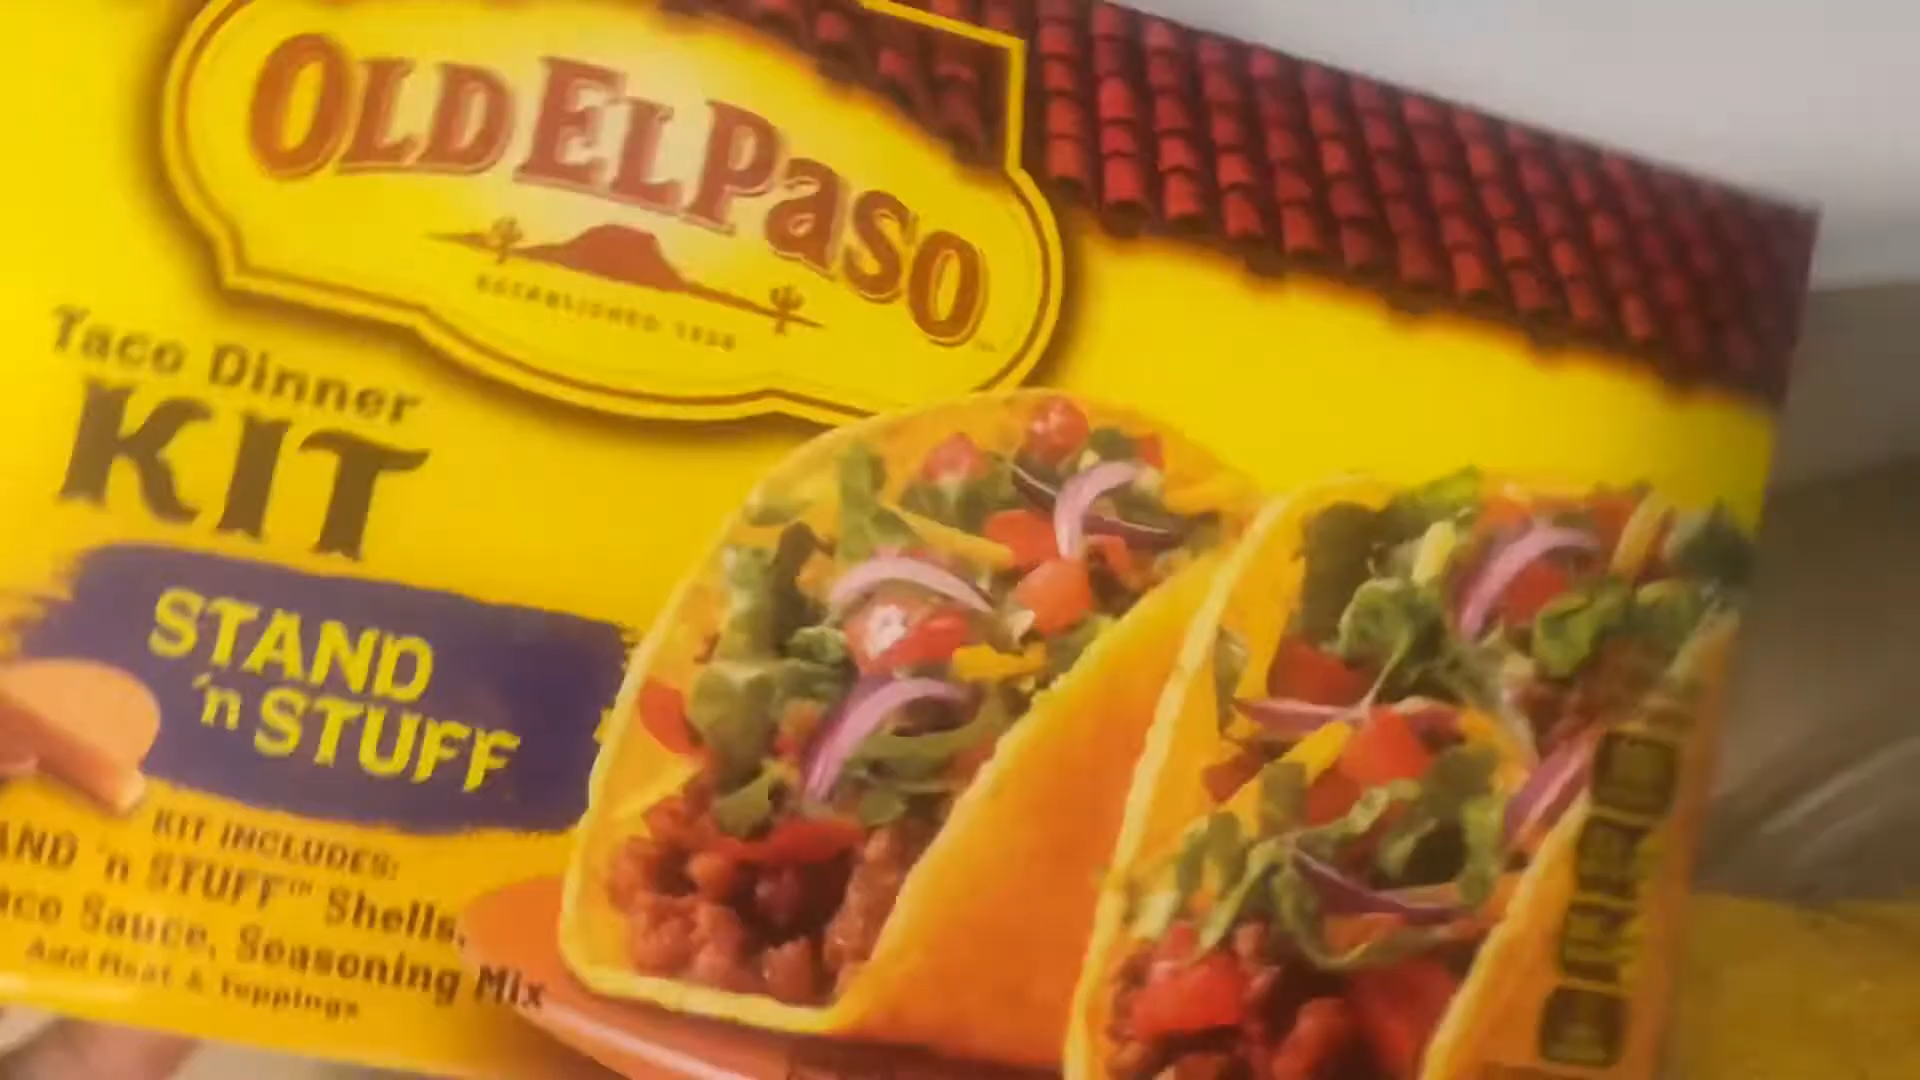 OLD EL PASO
ESTABLISHED 1938
Taco Dinner
KIT
STAND
'n STUFF
KIT INCLUDES:
AND 'n STUFF™ Shells,
aco Sauce, Seasoning Mix
Add Meat & Toppings